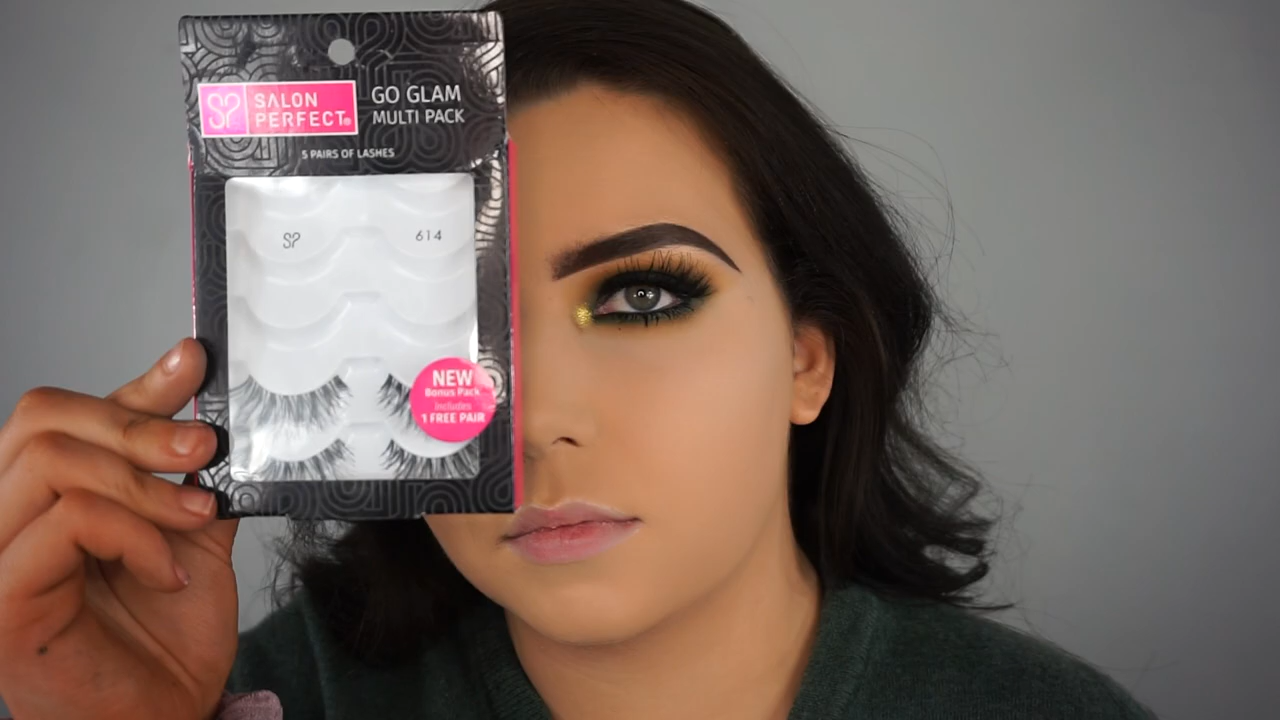 SP SALON
PERFECT®
GO GLAM
MULTI PACK
5 PAIRS OF LASHES
SP 614
NEW
Bonus Pack
Includes
1 FREE PAIR